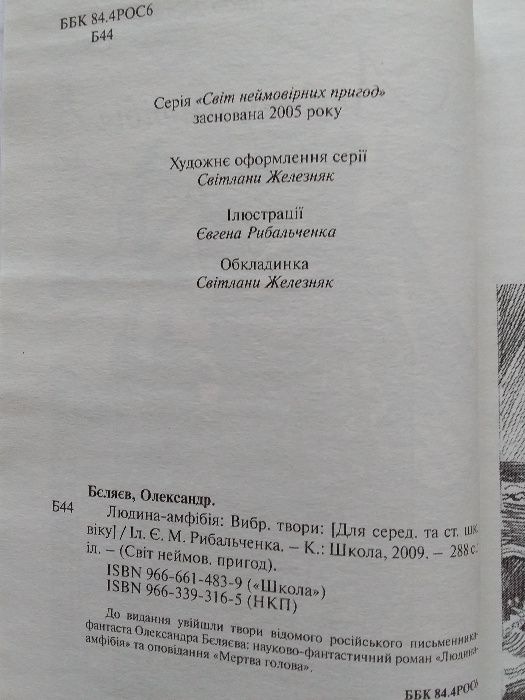 ББК 84.4РОС6
Б44
Серія «Світ неймовірних пригод»
заснована 2005 року
Художнє оформлення серії
Світлани Железняк
Ілюстрації
Євгена Рибальченка
Обкладинка
Світлани Железняк
Бєляєв, Олександр.
Б44 Людина-амфібія: Вибр. твори: [Для серед. та ст. шк.
віку] / Іл. Є. М. Рибальченка. – К.: Школа, 2009. – 288 с.:
іл. – (Світ неймов. пригод).
ISBN 966-661-483-9 («Школа»)
ISBN 966-339-316-5 (НКП)
До видання увійшли твори відомого російського письменника-
фантаста Олександра Бєляєва: науково-фантастичний роман «Людина-
амфібія» та оповідання «Мертва голова».
ББК 84.4РОС6